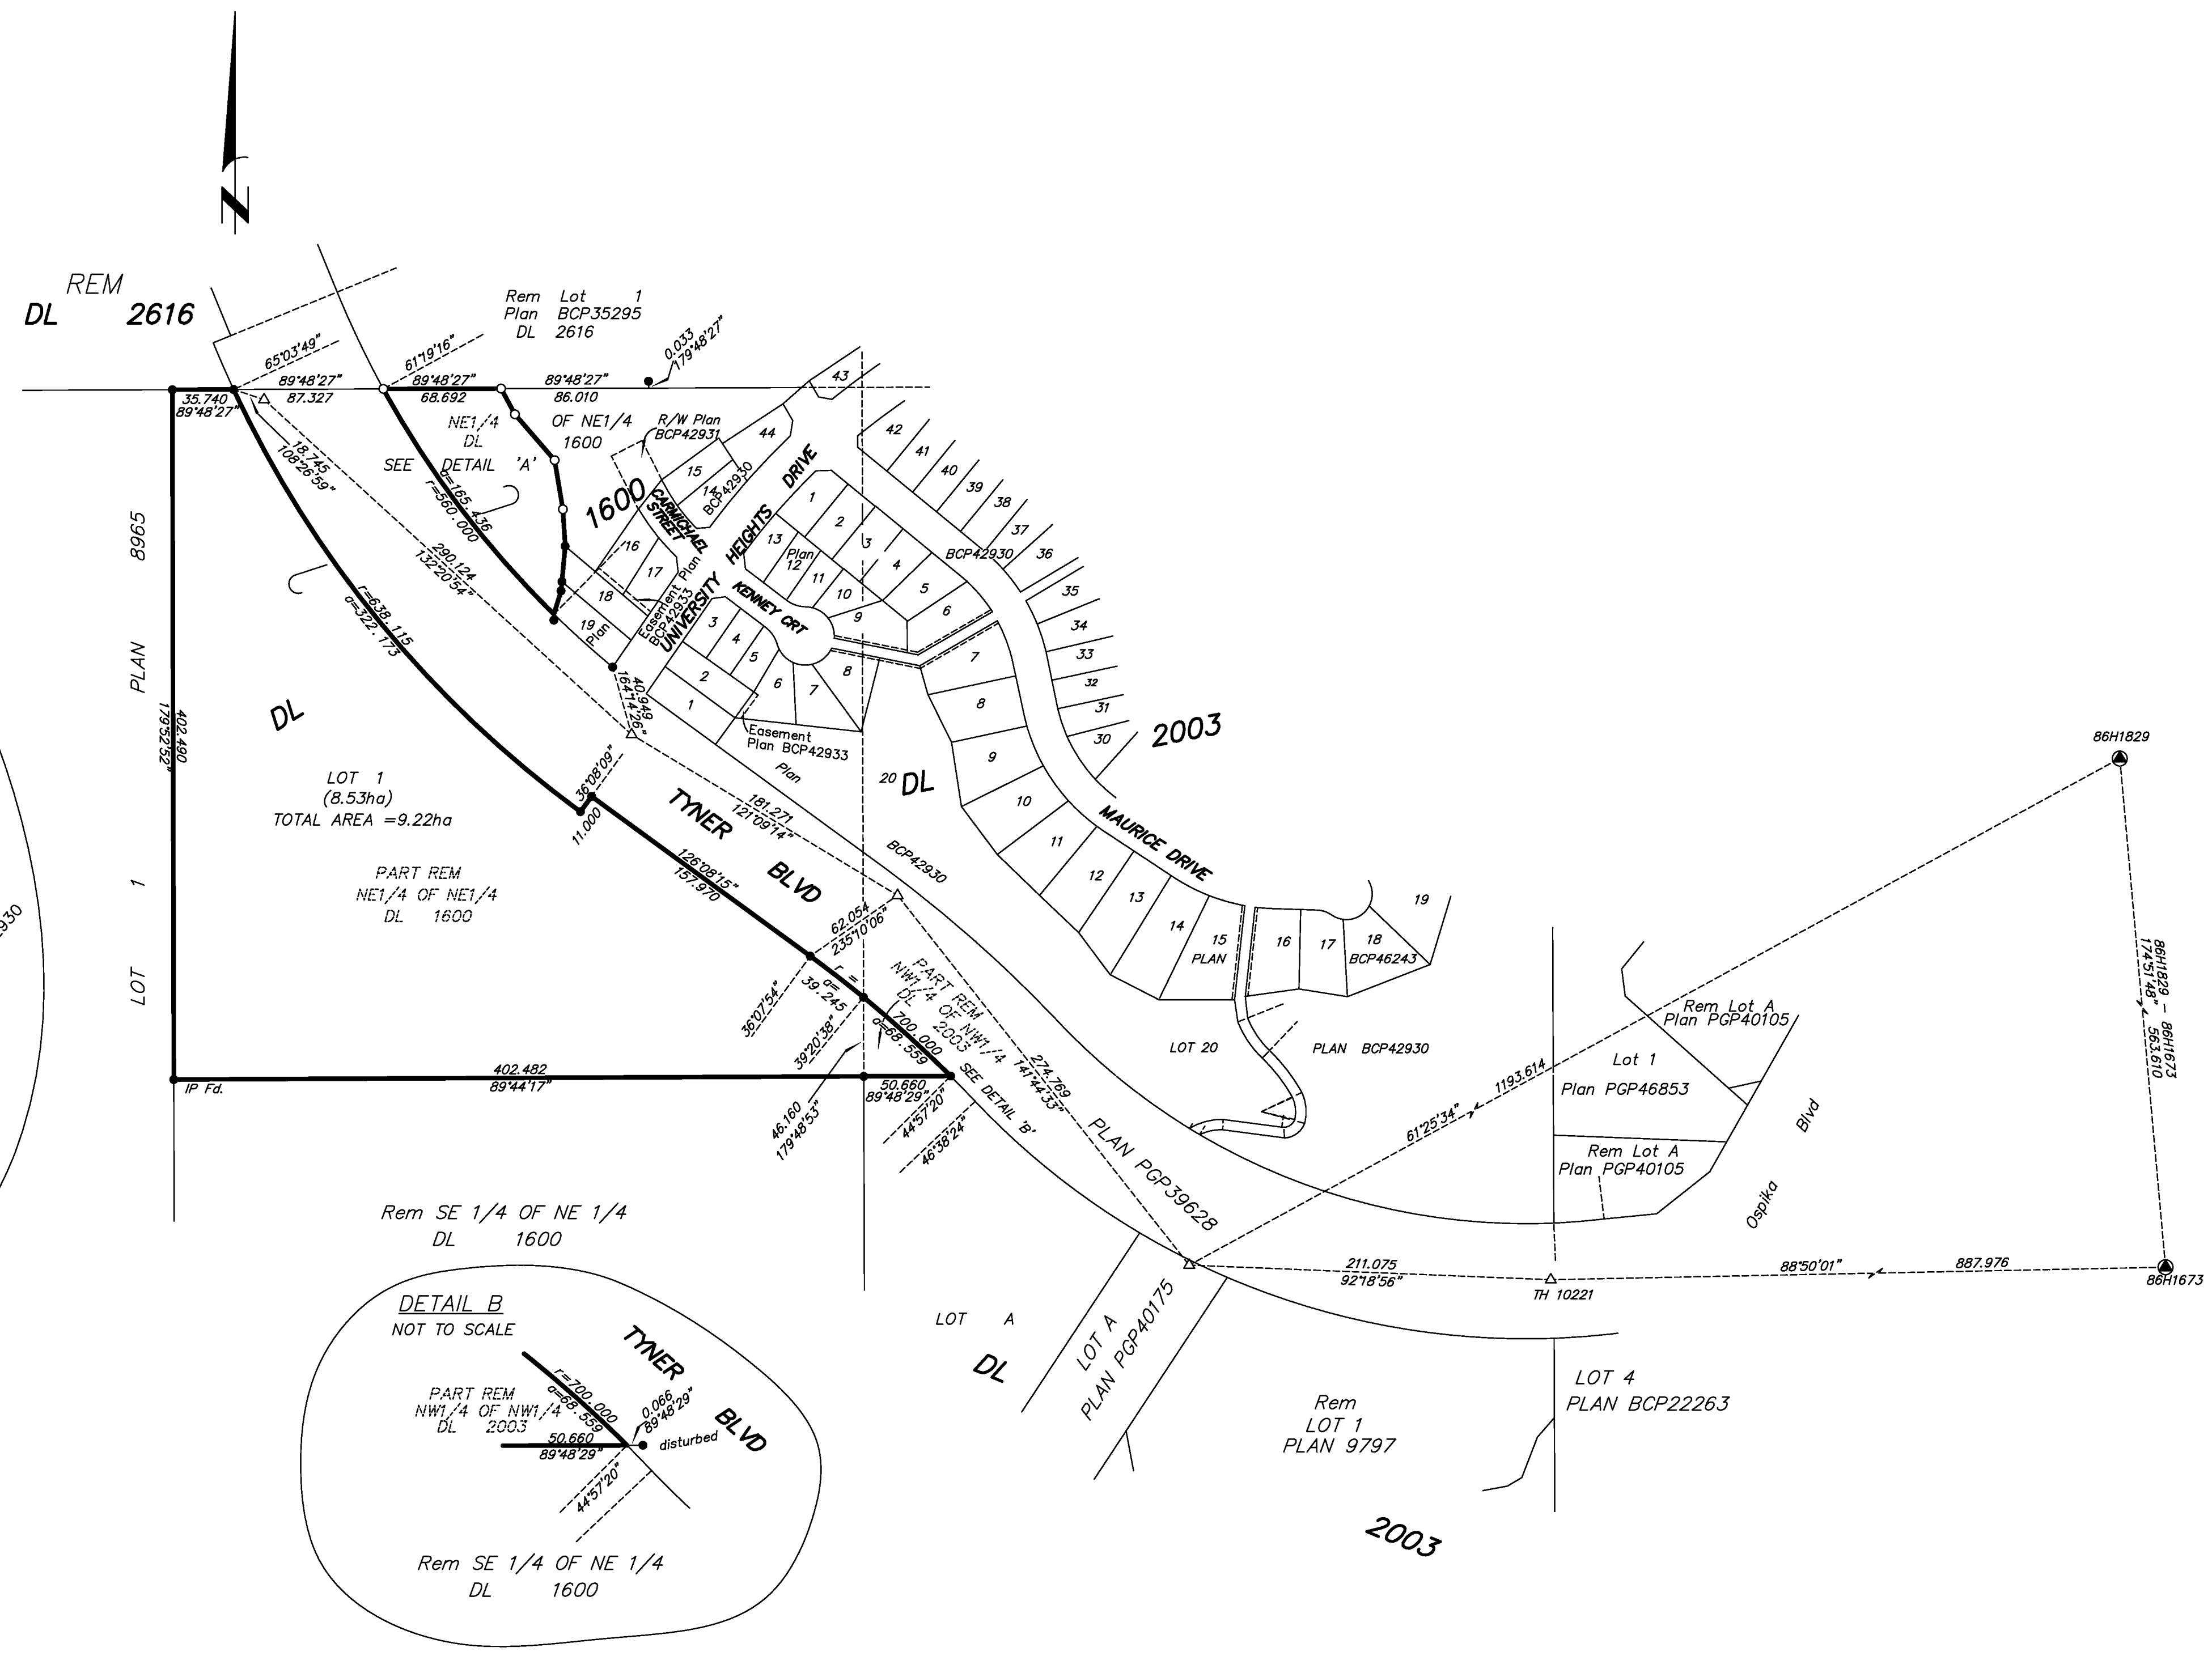 N
REM
DL 2616
Rem Lot 1
Plan BCP35295
DL 2616
0.033
179°48'27"
65°03'49"
61°19'16"
89°48'27"
87.327
89°48'27"
68.692
89°48'27"
86.010
35.740
89°48'27"
18.745
108°26'59"
NE1/4
DL
OF NE1/4
1600
SEE DETAIL 'A'
a=165.436
r=560.000
R/W Plan
BCP42931
43
44
15
14
BCP42930
1600
CARMICHAEL
STREET
UNIVERSITY HEIGHTS DRIVE
16
17
18
19
Plan
Easement Plan
BCP42933
KENNEY CRT
1
2
3
4
5
6
13
Plan
12
11
10
9
BCP42930
42
41
40
39
38
37
36
35
34
33
32
31
30
3
4
5
2
1
6
7
8
Easement
Plan BCP42933
7
8
9
10
11
12
13
14
15
PLAN
16
17
18
BCP46243
19
MAURICE DRIVE
2003
20
DL
290.124
132°20'54"
r=638.115
a=322.173
40.949
164°14'26"
LOT 1 PLAN 8965
402.490
179°52'52"
DL
LOT 1
(8.53ha)
TOTAL AREA =9.22ha
PART REM
NE1/4 OF NE1/4
DL 1600
36°08'09"
11.000
TYNER BLVD
181.271
121°09'14"
126°08'15"
157.970
Plan
BCP42930
62.054
235°10'06"
36°07'54"
r =
a=
39.245
700.000
a=68.559
39°20'38"
PART REM
NW1/4 OF NW1/4
DL 2003
274.769
141°44'33"
SEE DETAIL 'B'
402.482
89°44'17"
IP Fd.
50.660
89°48'29"
46.160
179°48'53"
44°57'20"
46°38'24"
PLAN PGP39628
LOT 20
PLAN BCP42930
61°25'34"
1193.614
86H1829
86H1829 - 86H1673
174°51'48" 563.610
86H1673
Rem Lot A
Plan PGP40105
Lot 1
Plan PGP46853
Rem Lot A
Plan PGP40105
Ospika Blvd
211.075
92°18'56"
TH 10221
88°50'01"
887.976
Rem SE 1/4 OF NE 1/4
DL 1600
LOT A
DL
LOT A
PLAN PGP40175
Rem
LOT 1
PLAN 9797
LOT 4
PLAN BCP22263
2003
DETAIL B
NOT TO SCALE
TYNER BLVD
r=700.000
a=68.559
PART REM
NW1/4 OF NW1/4
DL 2003
0.066
89°48'29"
disturbed
50.660
89°48'29"
44°57'20"
Rem SE 1/4 OF NE 1/4
DL 1600